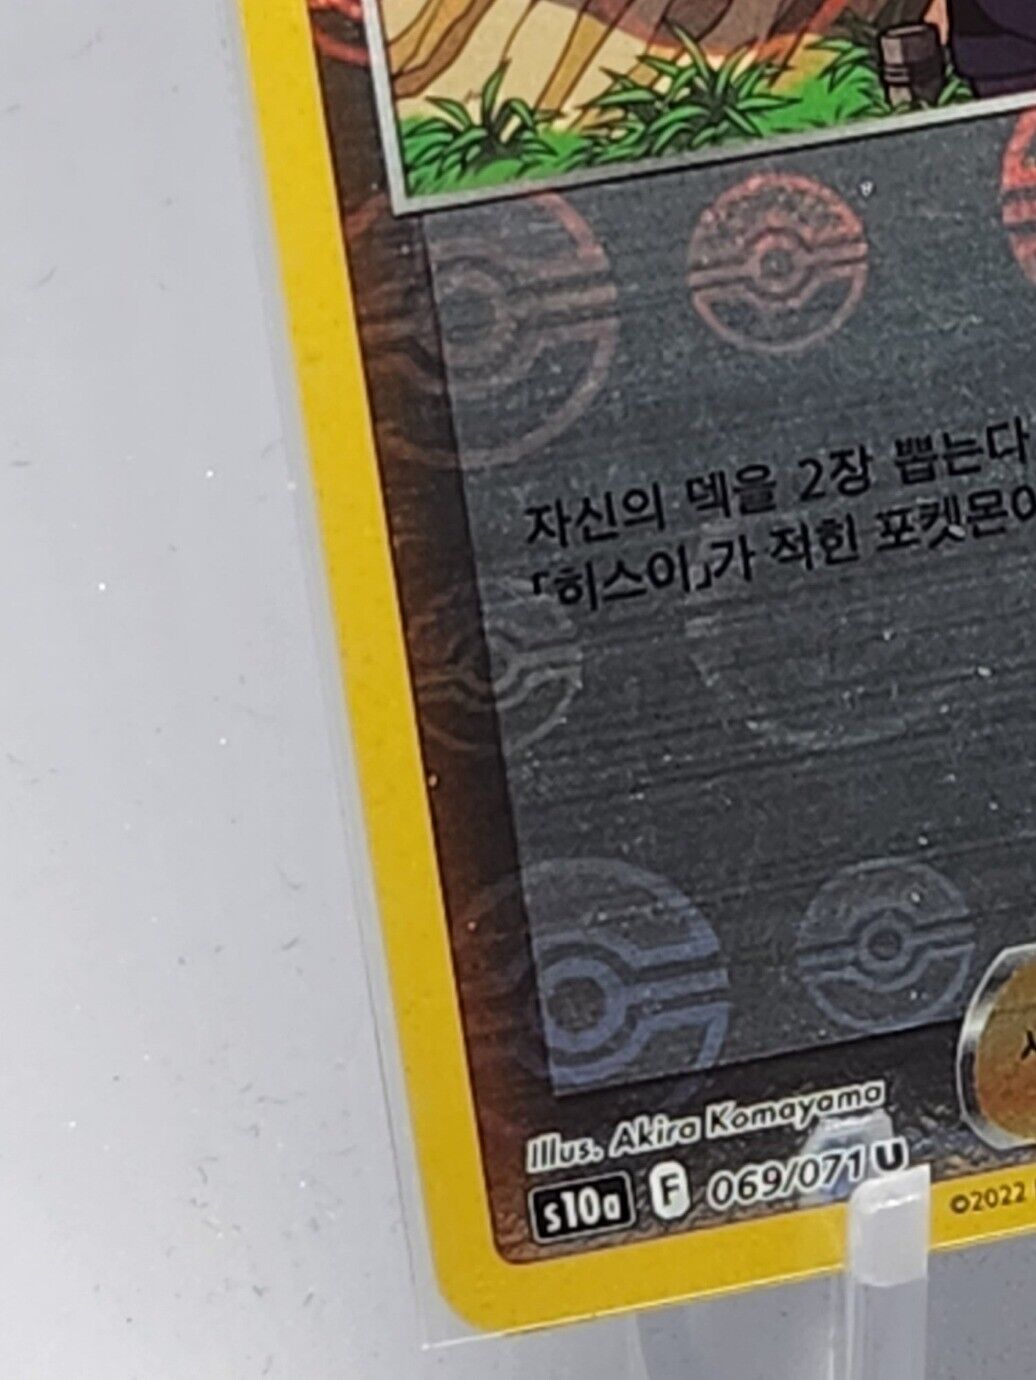 자신의 덱을 2장 뽑는다
「히스이」가 적힌 포켓몬이
Illus. Akira Komayama
s10a F 069/071 U
©2022